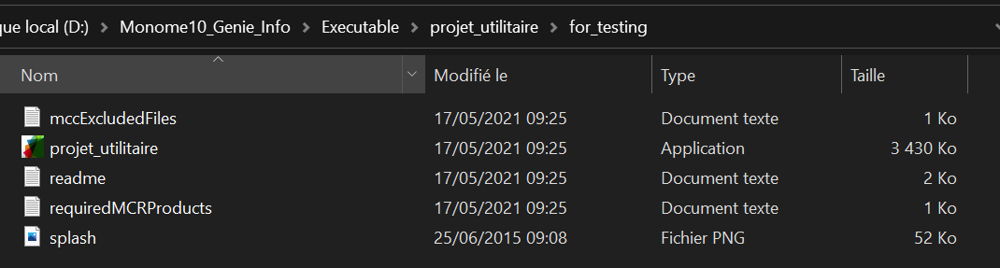 que local (D:) > Monome10_Genie_Info > Executable > projet_utilitaire > for_testing
Nom Modifié le Type Taille
mccExcludedFiles 17/05/2021 09:25 Document texte 1 Ko
projet_utilitaire 17/05/2021 09:25 Application 3 430 Ko
readme 17/05/2021 09:25 Document texte 2 Ko
requiredMCRProducts 17/05/2021 09:25 Document texte 1 Ko
splash 25/06/2015 09:08 Fichier PNG 52 Ko